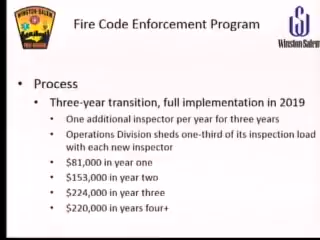 WINSTON-SALEM
Fire Code Enforcement Program
Winston-Salem
• Process
• Three-year transition, full implementation in 2019
• One additional inspector per year for three years
• Operations Division sheds one-third of its inspection load
with each new inspector
• $81,000 in year one
• $153,000 in year two
• $224,000 in year three
• $220,000 in years four+